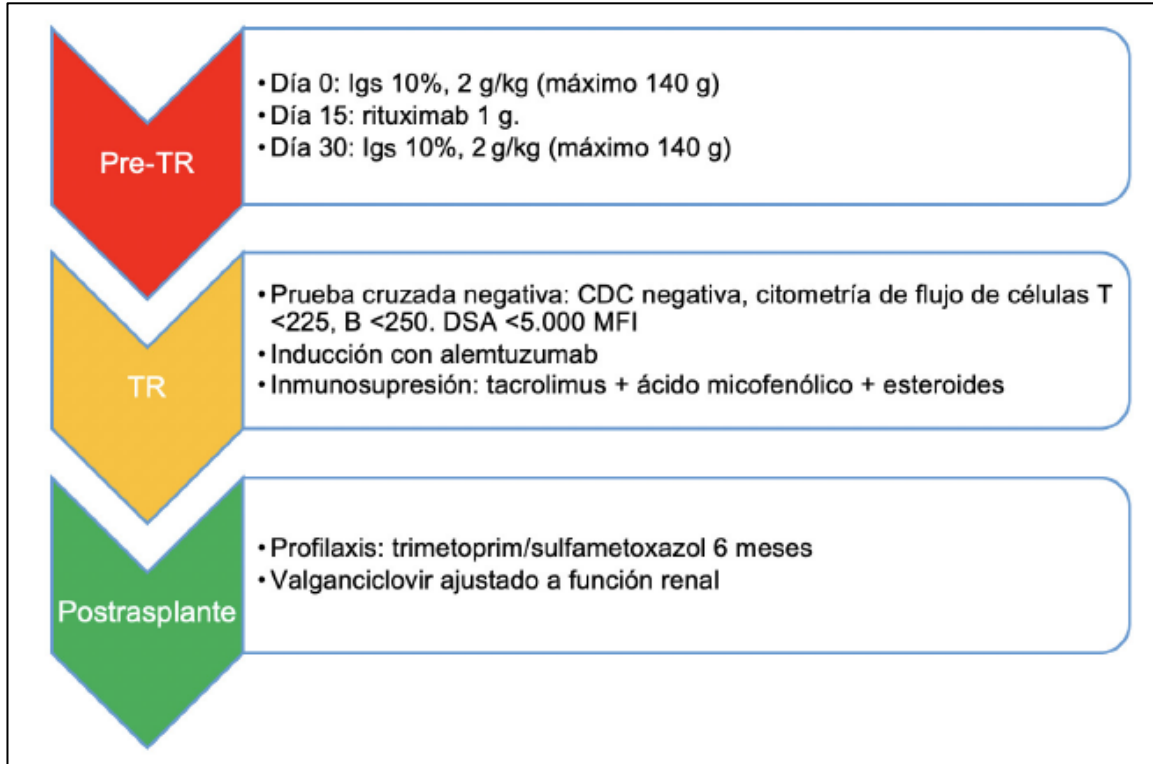 Pre-TR
• Día 0: Igs 10%, 2 g/kg (máximo 140 g)
• Día 15: rituximab 1 g.
• Día 30: Igs 10%, 2 g/kg (máximo 140 g)
TR
• Prueba cruzada negativa: CDC negativa, citometría de flujo de células T
<225, B <250. DSA <5.000 MFI
• Inducción con alemtuzumab
• Inmunosupresión: tacrolimus + ácido micofenólico + esteroides
Postrasplante
• Profilaxis: trimetoprim/sulfametoxazol 6 meses
• Valganciclovir ajustado a función renal